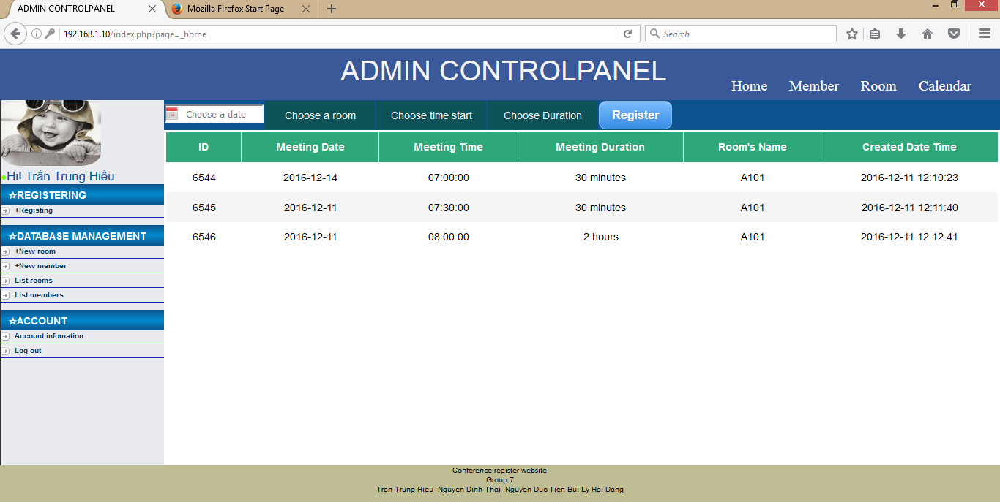 ADMIN CONTROLPANEL
Mozilla Firefox Start Page
192.168.1.10/index.php?page=_home
Search
ADMIN CONTROLPANEL
Home Member Room Calendar
Choose a date Choose a room Choose time start Choose Duration Register
Hi! Trần Trung Hiếu
☆REGISTERING
+Registing
☆DATABASE MANAGEMENT
+New room
+New member
List rooms
List members
☆ACCOUNT
Account infomation
Log out
ID Meeting Date Meeting Time Meeting Duration Room's Name Created Date Time
6544 2016-12-14 07:00:00 30 minutes A101 2016-12-11 12:10:23
6545 2016-12-11 07:30:00 30 minutes A101 2016-12-11 12:11:40
6546 2016-12-11 08:00:00 2 hours A101 2016-12-11 12:12:41
Conference register website
Group 7
Tran Trung Hieu- Nguyen Dinh Thai- Nguyen Duc Tien-Bui Ly Hai Dang